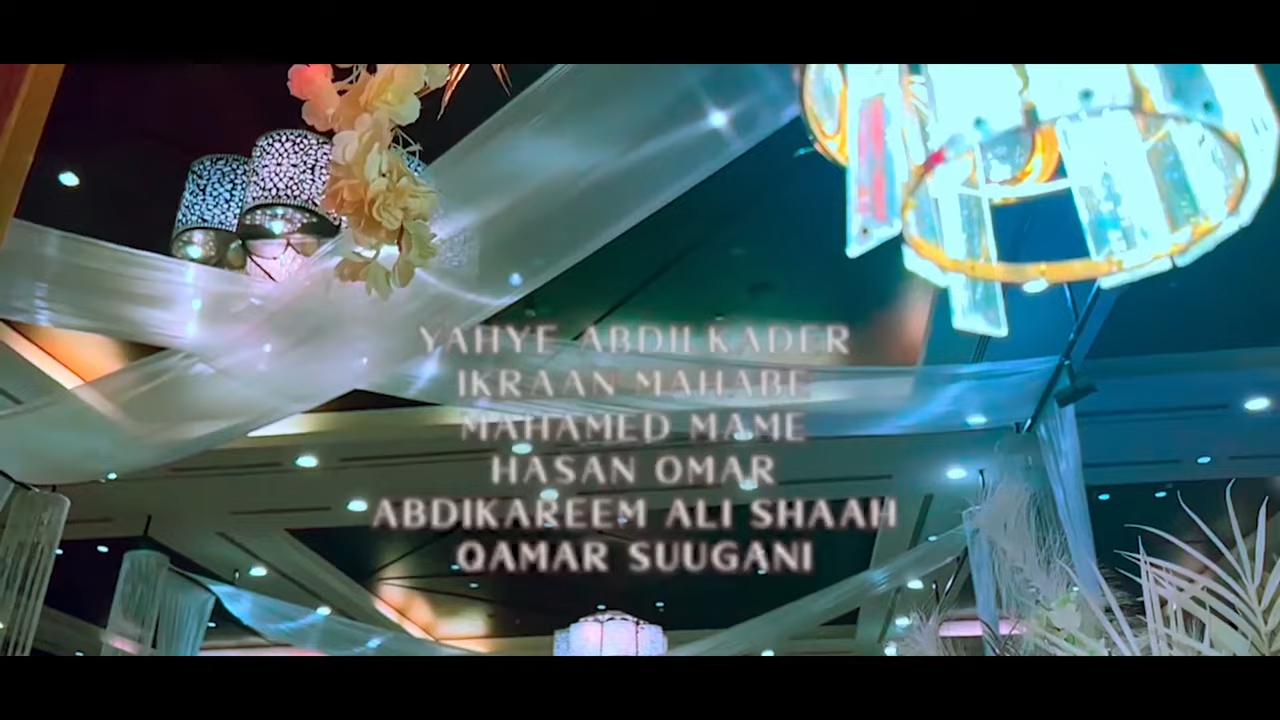 YAHYE ABDILKADER
IKRAAN MAHABE
MAHAMED MAME
HASAN OMAR
ABDIKAREEM ALI SHAAH
QAMAR SUUGANI